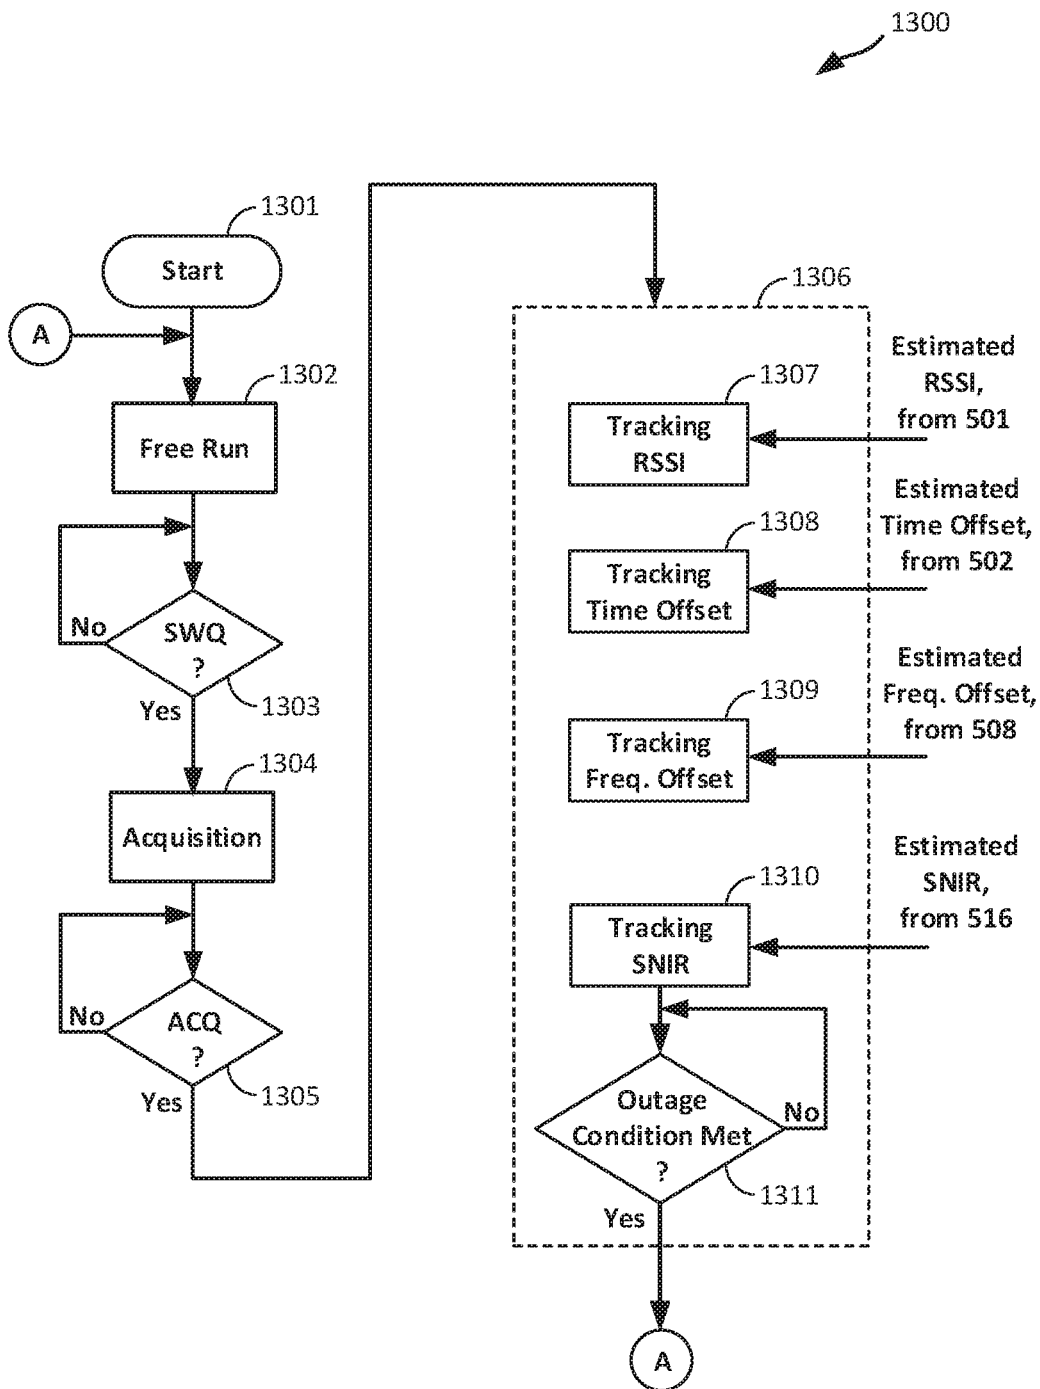 1300
1301
Start
A
1302
Free Run
No
SWQ
?
1303
Yes
1304
Acquisition
No
ACQ
?
1305
Yes
1306
1307
Tracking
RSSI
Estimated
RSSI,
from 501
1308
Tracking
Time Offset
Estimated
Time Offset,
from 502
1309
Tracking
Freq. Offset
Estimated
Freq. Offset,
from 508
1310
Tracking
SNIR
Estimated
SNIR,
from 516
Outage
Condition Met
?
No
1311
Yes
A